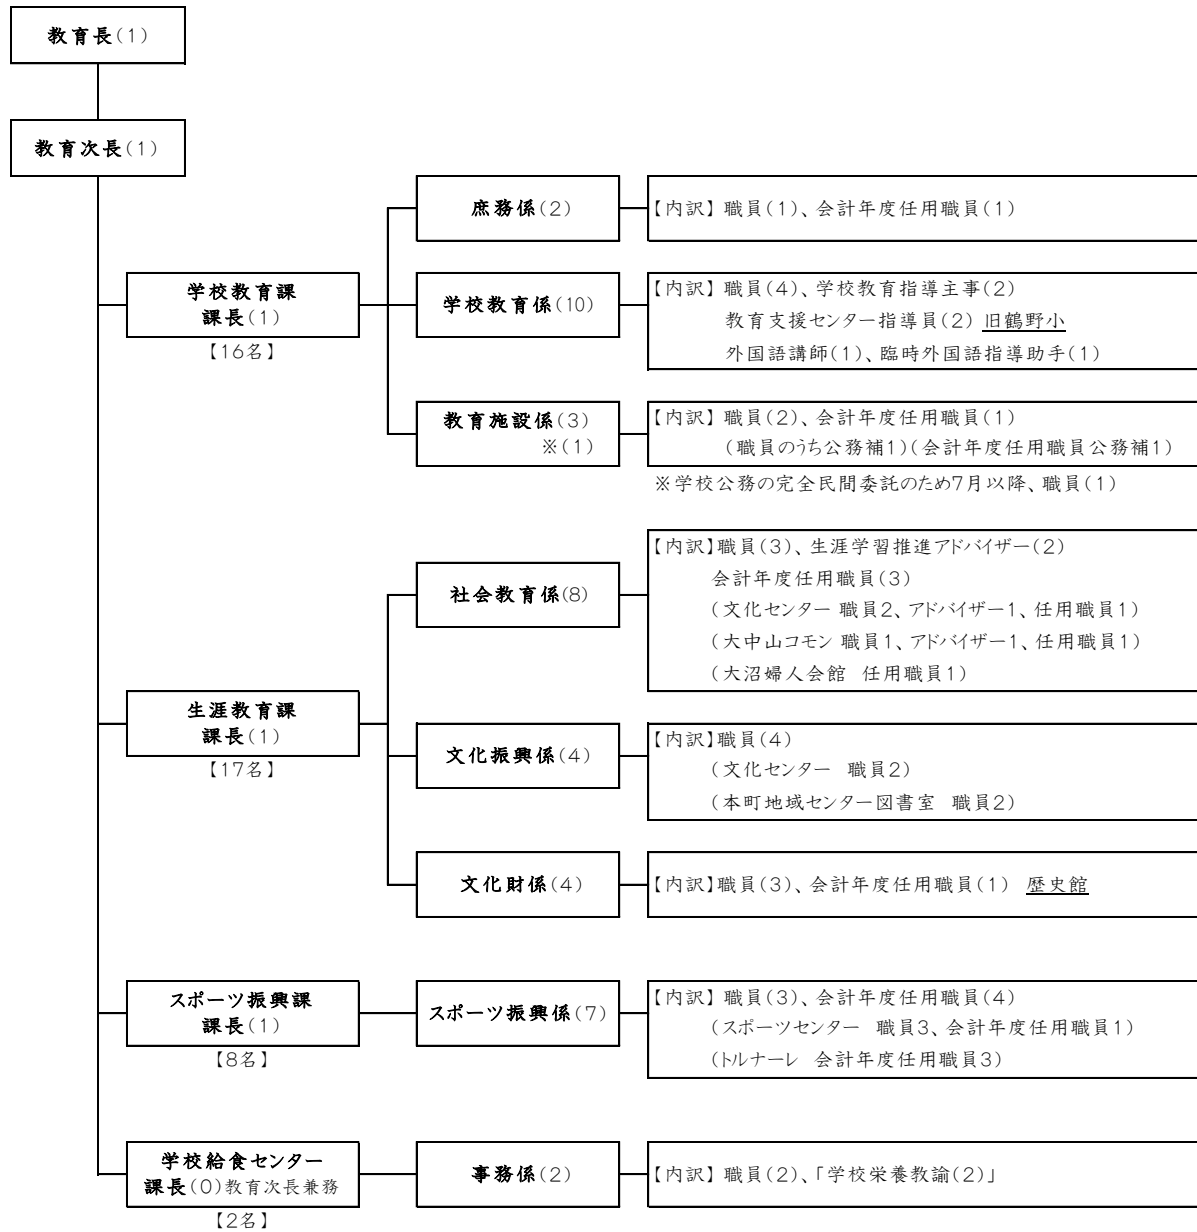 教育長(1)
教育次長(1)
学校教育課
課長(1)
【16名】
庶務係(2)
【内訳】 職員(1)、会計年度任用職員(1)
学校教育係(10)
【内訳】 職員(4)、学校教育指導主事(2)
教育支援センター指導員(2) 旧鶴野小
外国語講師(1)、臨時外国語指導助手(1)
教育施設係(3)
※(1)
【内訳】 職員(2)、会計年度任用職員(1)
(職員のうち公務補1)(会計年度任用職員公務補1)
※学校公務の完全民間委託のため7月以降、職員(1)
生涯教育課
課長(1)
【17名】
社会教育係(8)
【内訳】職員(3)、生涯学習推進アドバイザー(2)
会計年度任用職員(3)
(文化センター 職員2、アドバイザー1、任用職員1)
(大中山コモン 職員1、アドバイザー1、任用職員1)
(大沼婦人会館 任用職員1)
文化振興係(4)
【内訳】職員(4)
(文化センター 職員2)
(本町地域センター図書室 職員2)
文化財係(4)
【内訳】職員(3)、会計年度任用職員(1) 歴史館
スポーツ振興課
課長(1)
【8名】
スポーツ振興係(7)
【内訳】 職員(3)、会計年度任用職員(4)
(スポーツセンター 職員3、会計年度任用職員1)
(トルナーレ 会計年度任用職員3)
学校給食センター
課長(0)教育次長兼務
【2名】
事務係(2)
【内訳】 職員(2)、「学校栄養教諭(2)」